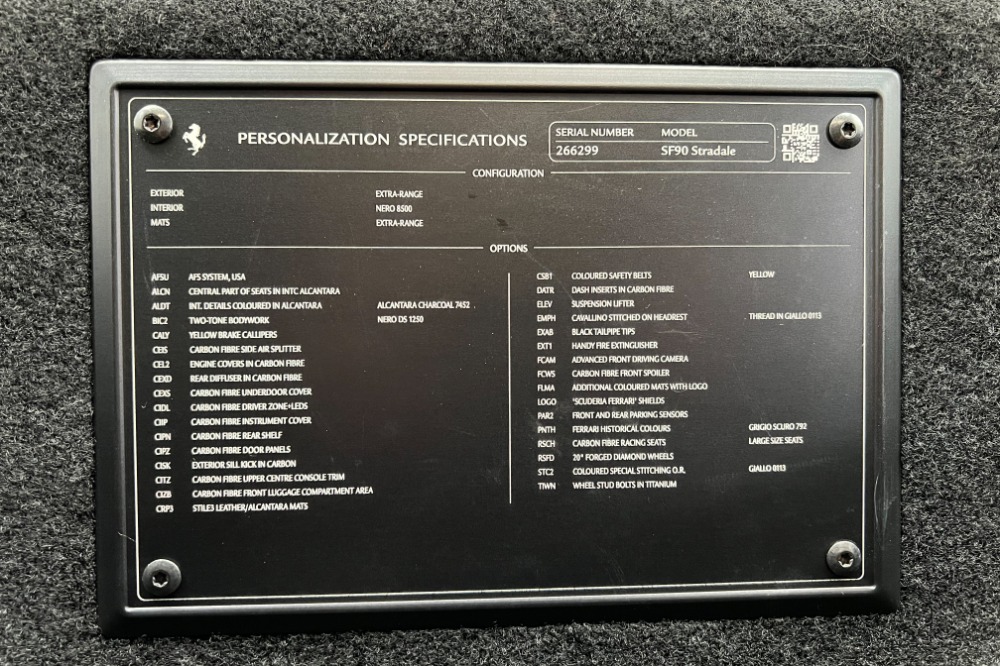 PERSONALIZATION SPECIFICATIONS
SERIAL NUMBER MODEL
266299 SF90 Stradale
CONFIGURATION
EXTERIOR EXTRA-RANGE
INTERIOR NERO 8500
MATS EXTRA-RANGE
OPTIONS
AFSU AFS SYSTEM, USA
ALCN CENTRAL PART OF SEATS IN INTC ALCANTARA
ALDT INT. DETAILS COLOURED IN ALCANTARA ALCANTARA CHARCOAL 7452
BIC2 TWO-TONE BODYWORK NERO DS 1250
CALY YELLOW BRAKE CALLIPERS
CEIS CARBON FIBRE SIDE AIR SPLITTER
CEL2 ENGINE COVERS IN CARBON FIBRE
CEXD REAR DIFFUSER IN CARBON FIBRE
CEXS CARBON FIBRE UNDERDOOR COVER
CIDL CARBON FIBRE DRIVER ZONE+LEDS
CIIP CARBON FIBRE INSTRUMENT COVER
CIPN CARBON FIBRE REAR SHELF
CIPZ CARBON FIBRE DOOR PANELS
CISK EXTERIOR SILL KICK IN CARBON
CITZ CARBON FIBRE UPPER CENTRE CONSOLE TRIM
CIZB CARBON FIBRE FRONT LUGGAGE COMPARTMENT AREA
CRP3 STILE3 LEATHER/ALCANTARA MATS
CSBT COLOURED SAFETY BELTS YELLOW
DATR DASH INSERTS IN CARBON FIBRE
ELEV SUSPENSION LIFTER
EMPH CAVALLINO STITCHED ON HEADREST THREAD IN GIALLO 0113
EXAB BLACK TAILPIPE TIPS
EXT1 HANDY FIRE EXTINGUISHER
FCAM ADVANCED FRONT DRIVING CAMERA
FCWS CARBON FIBRE FRONT SPOILER
FLMA ADDITIONAL COLOURED MATS WITH LOGO
LOGO "SCUDERIA FERRARI" SHIELDS
PAR2 FRONT AND REAR PARKING SENSORS
PNTH FERRARI HISTORICAL COLOURS GRIGIO SCURO 792
RSCH CARBON FIBRE RACING SEATS LARGE SIZE SEATS
RSFD 20" FORGED DIAMOND WHEELS
STC2 COLOURED SPECIAL STITCHING O.R. GIALLO 0113
TIWN WHEEL STUD BOLTS IN TITANIUM